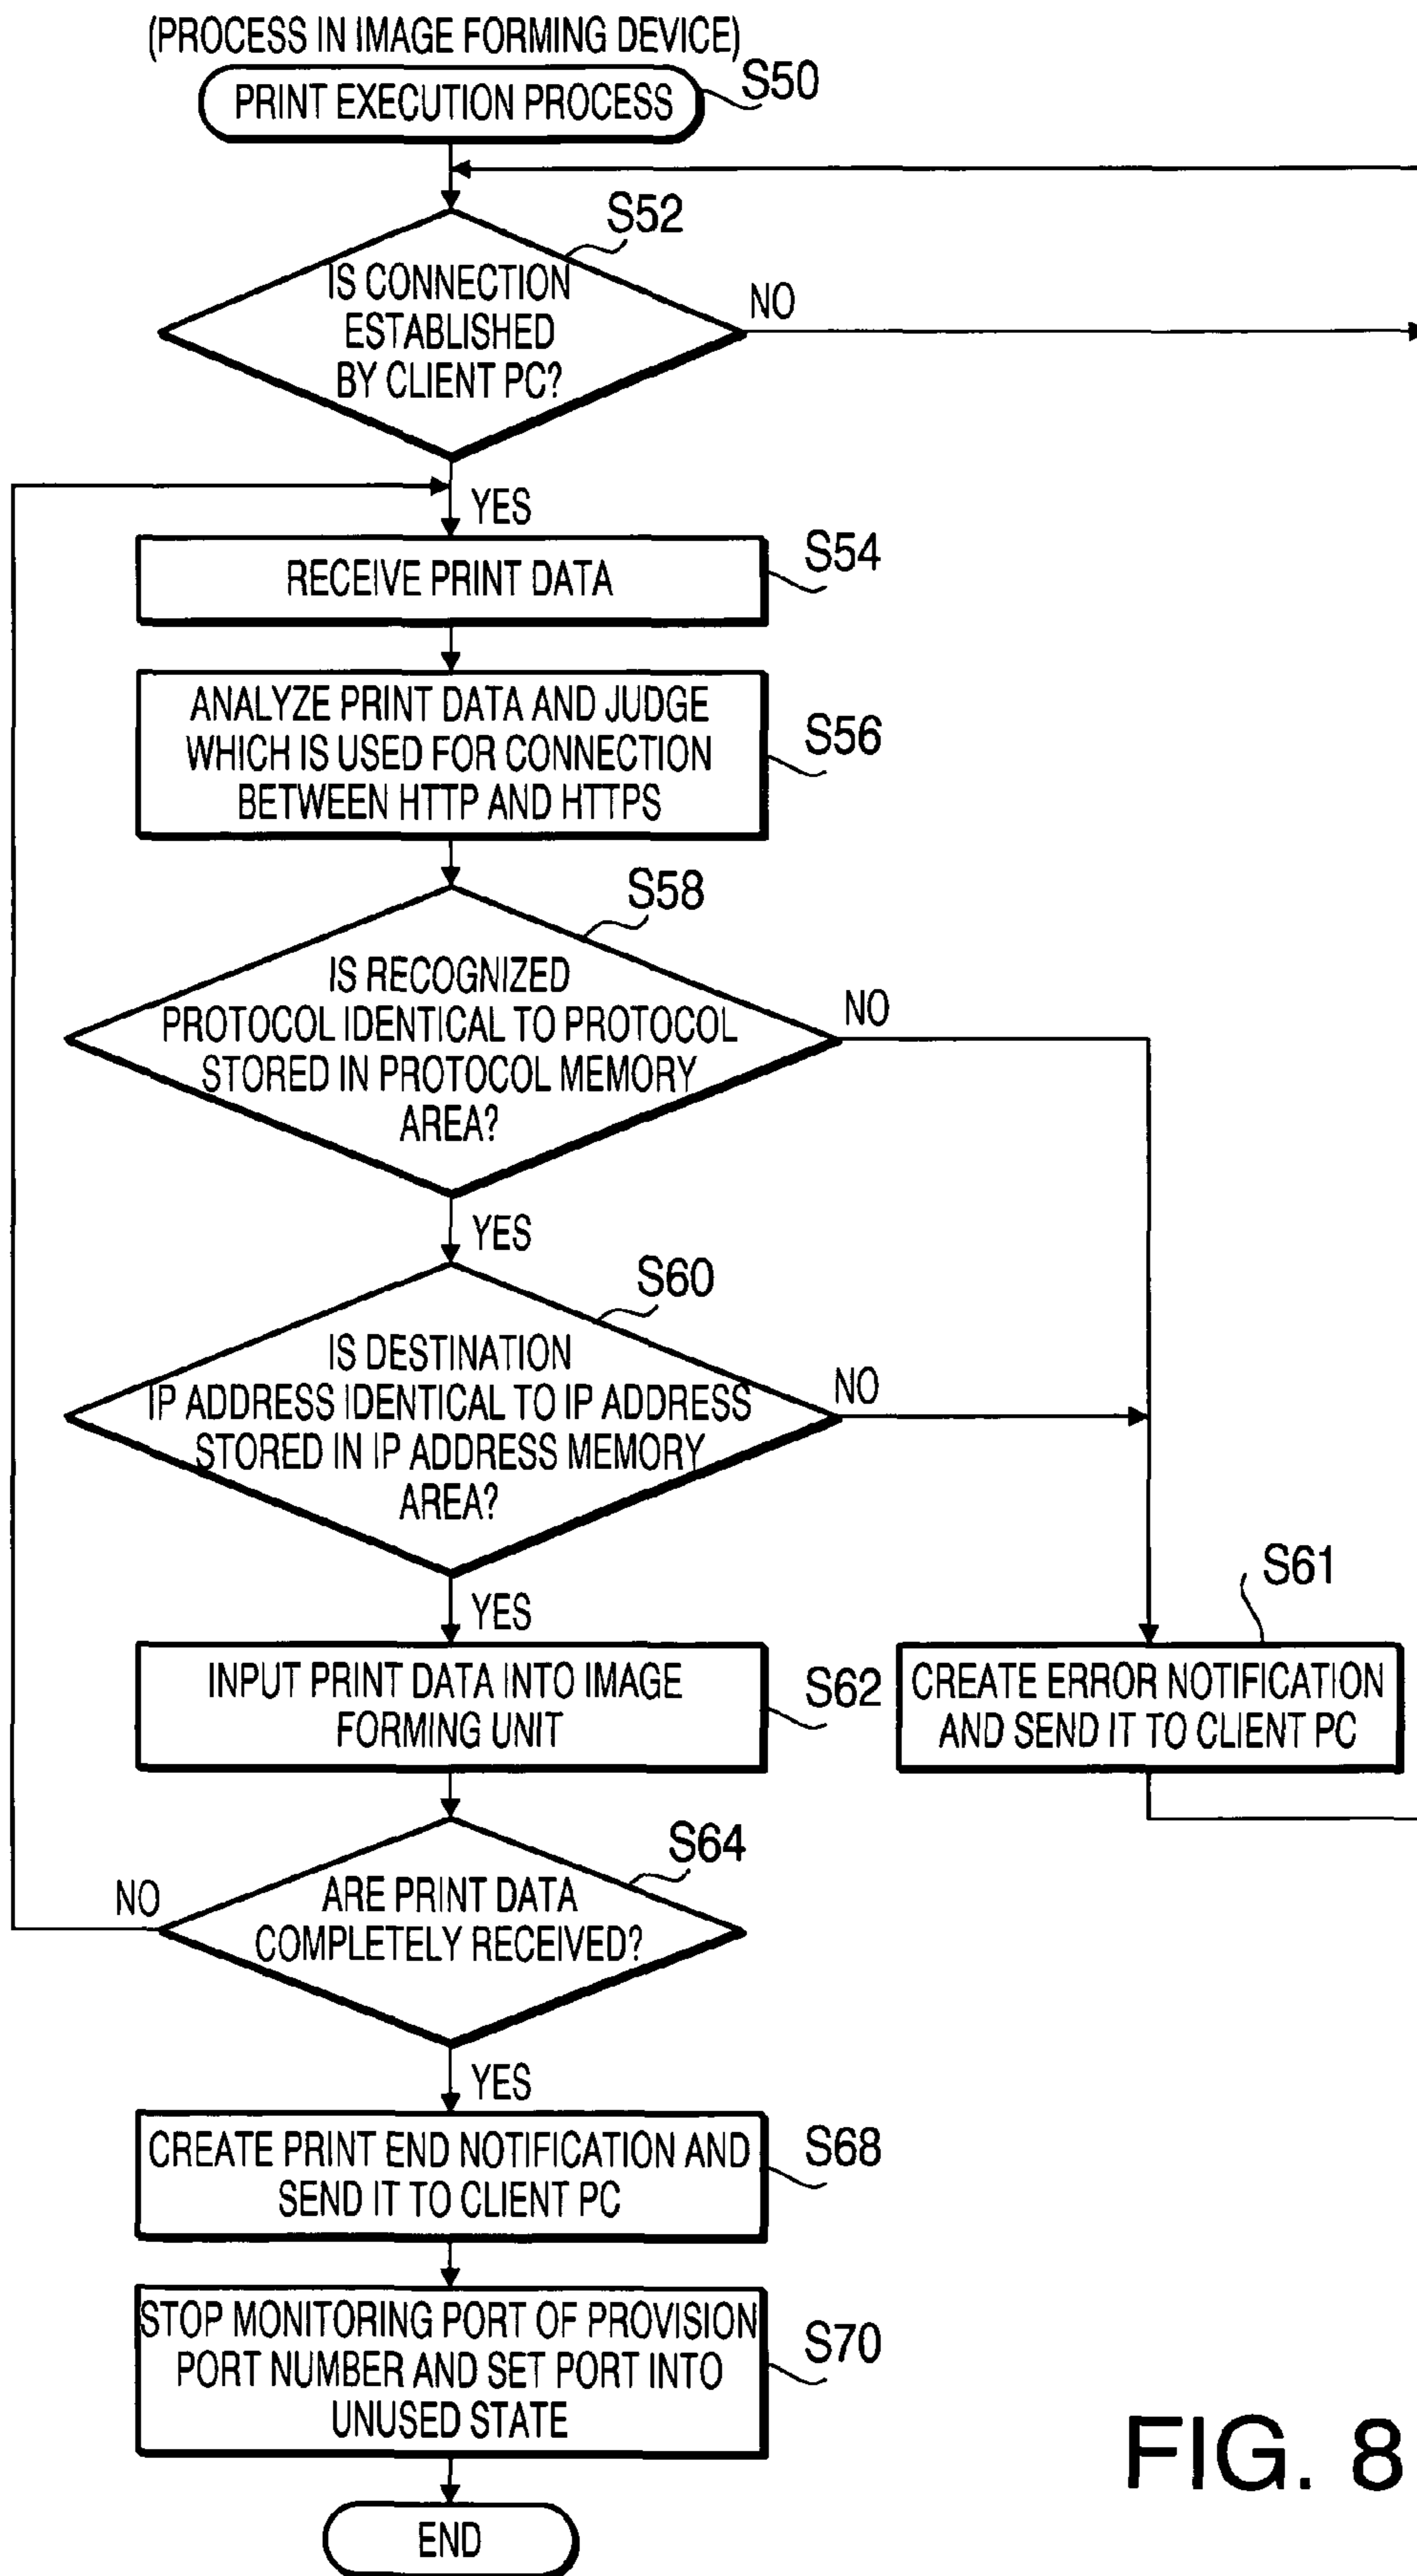 (PROCESS IN IMAGE FORMING DEVICE)
PRINT EXECUTION PROCESS
S50
S52
IS CONNECTION
ESTABLISHED
BY CLIENT PC?
NO
YES
RECEIVE PRINT DATA
S54
ANALYZE PRINT DATA AND JUDGE
WHICH IS USED FOR CONNECTION
BETWEEN HTTP AND HTTPS
S56
S58
IS RECOGNIZED
PROTOCOL IDENTICAL TO PROTOCOL
STORED IN PROTOCOL MEMORY
AREA?
NO
YES
S60
IS DESTINATION
IP ADDRESS IDENTICAL TO IP ADDRESS
STORED IN IP ADDRESS MEMORY
AREA?
NO
YES
S61
INPUT PRINT DATA INTO IMAGE
FORMING UNIT
S62
CREATE ERROR NOTIFICATION
AND SEND IT TO CLIENT PC
S64
ARE PRINT DATA
COMPLETELY RECEIVED?
NO
YES
CREATE PRINT END NOTIFICATION AND
SEND IT TO CLIENT PC
S68
STOP MONITORING PORT OF PROVISION
PORT NUMBER AND SET PORT INTO
UNUSED STATE
S70
END
FIG. 8